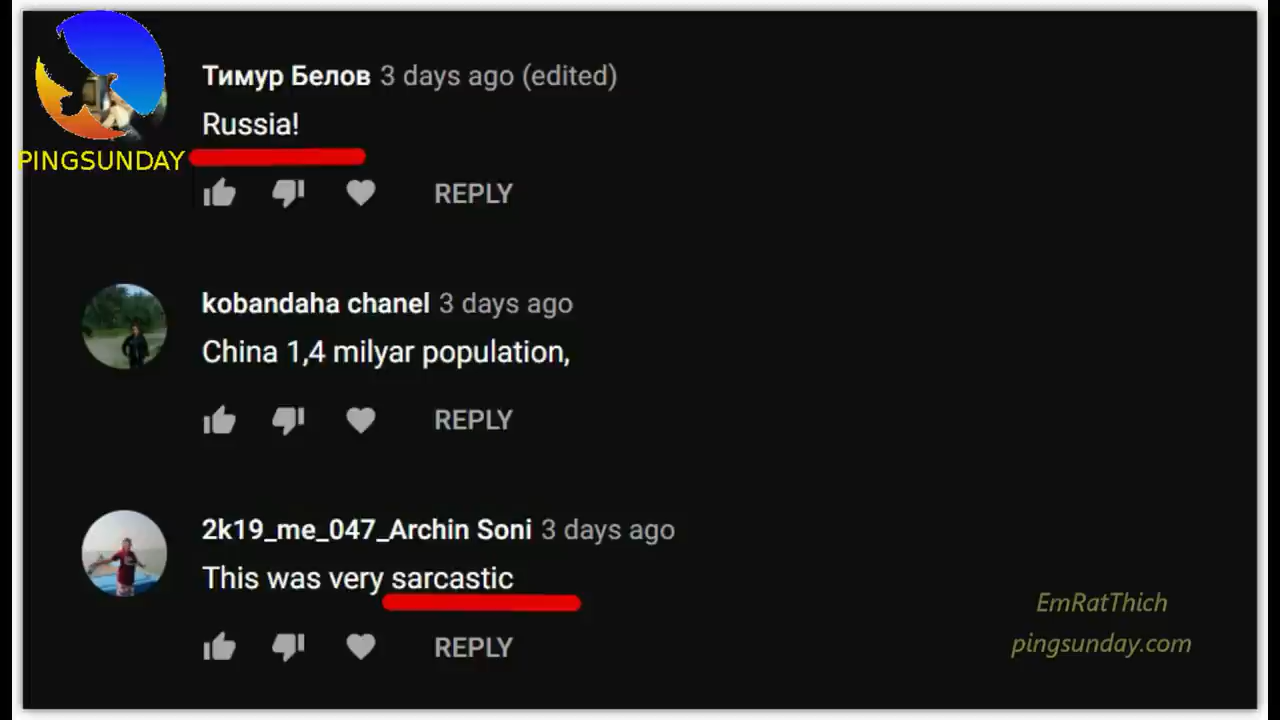 Тимур Белов 3 days ago (edited)
Russia!
PINGSUNDAY
REPLY
kobandaha chanel 3 days ago
China 1,4 milyar population,
REPLY
2k19_me_047_Archin Soni 3 days ago
This was very sarcastic
EmRatThich
REPLY
pingsunday.com